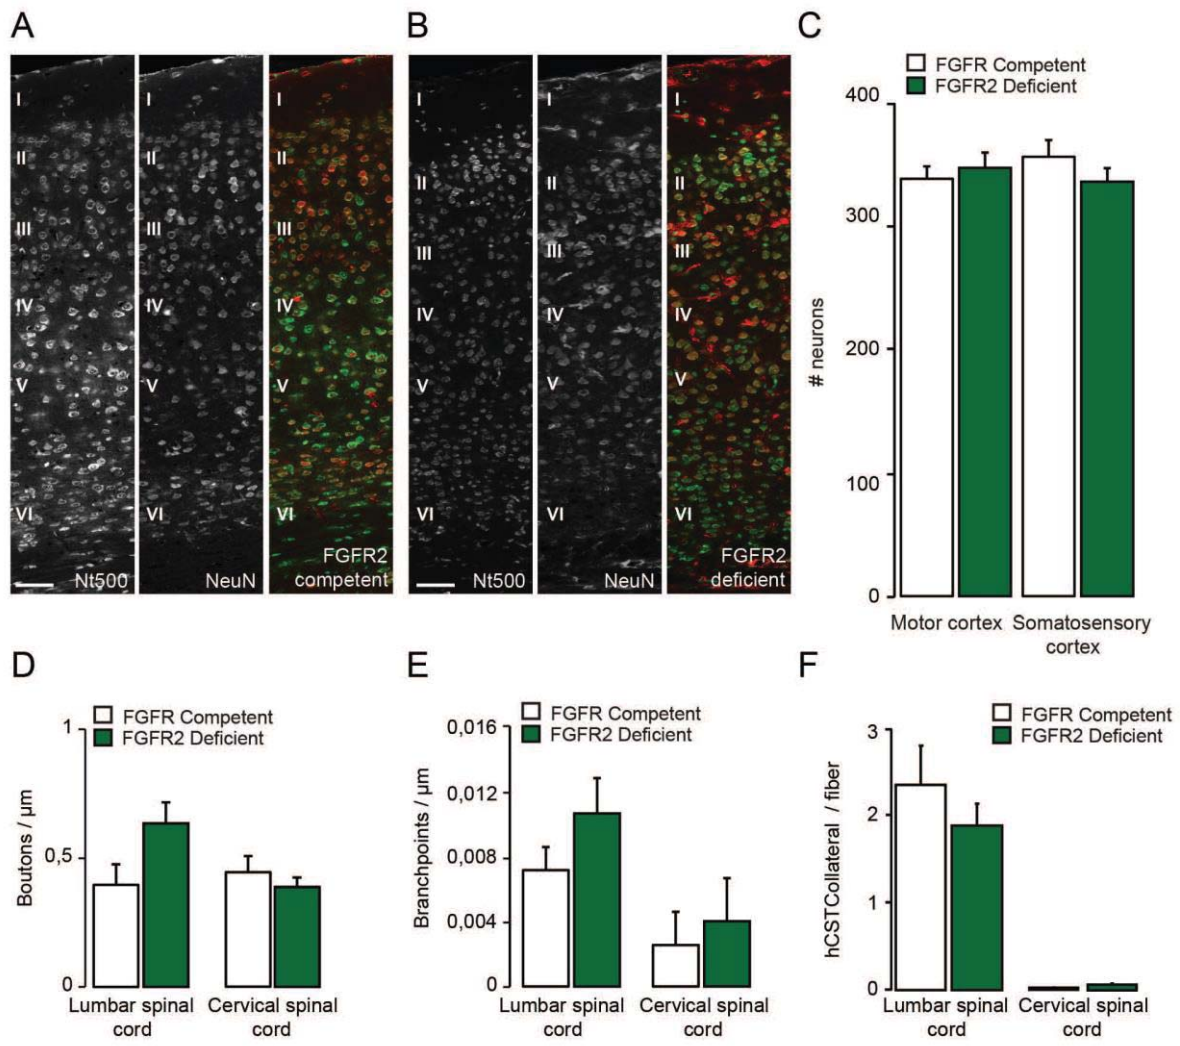 A
B
C
I
II
III
IV
V
VI
Nt500
I
II
III
IV
V
VI
NeuN
I
II
III
IV
V
VI
FGFR2
competent
I
II
III
IV
V
VI
Nt500
I
II
III
IV
V
VI
NeuN
I
II
III
IV
V
VI
FGFR2
deficient
FGFR Competent
FGFR2 Deficient
400
300
200
100
0
# neurons
Motor cortex
Somatosensory
cortex
D
FGFR Competent
FGFR2 Deficient
1
0,5
0
Boutons / µm
Lumbar spinal
cord
Cervical spinal
cord
E
FGFR Competent
FGFR2 Deficient
0,016
0,012
0,008
0,004
0
Branchpoints / µm
Lumbar spinal
cord
Cervical spinal
cord
F
FGFR Competent
FGFR2 Deficient
3
2
1
0
hCSTCollateral / fiber
Lumbar spinal
cord
Cervical spinal
cord